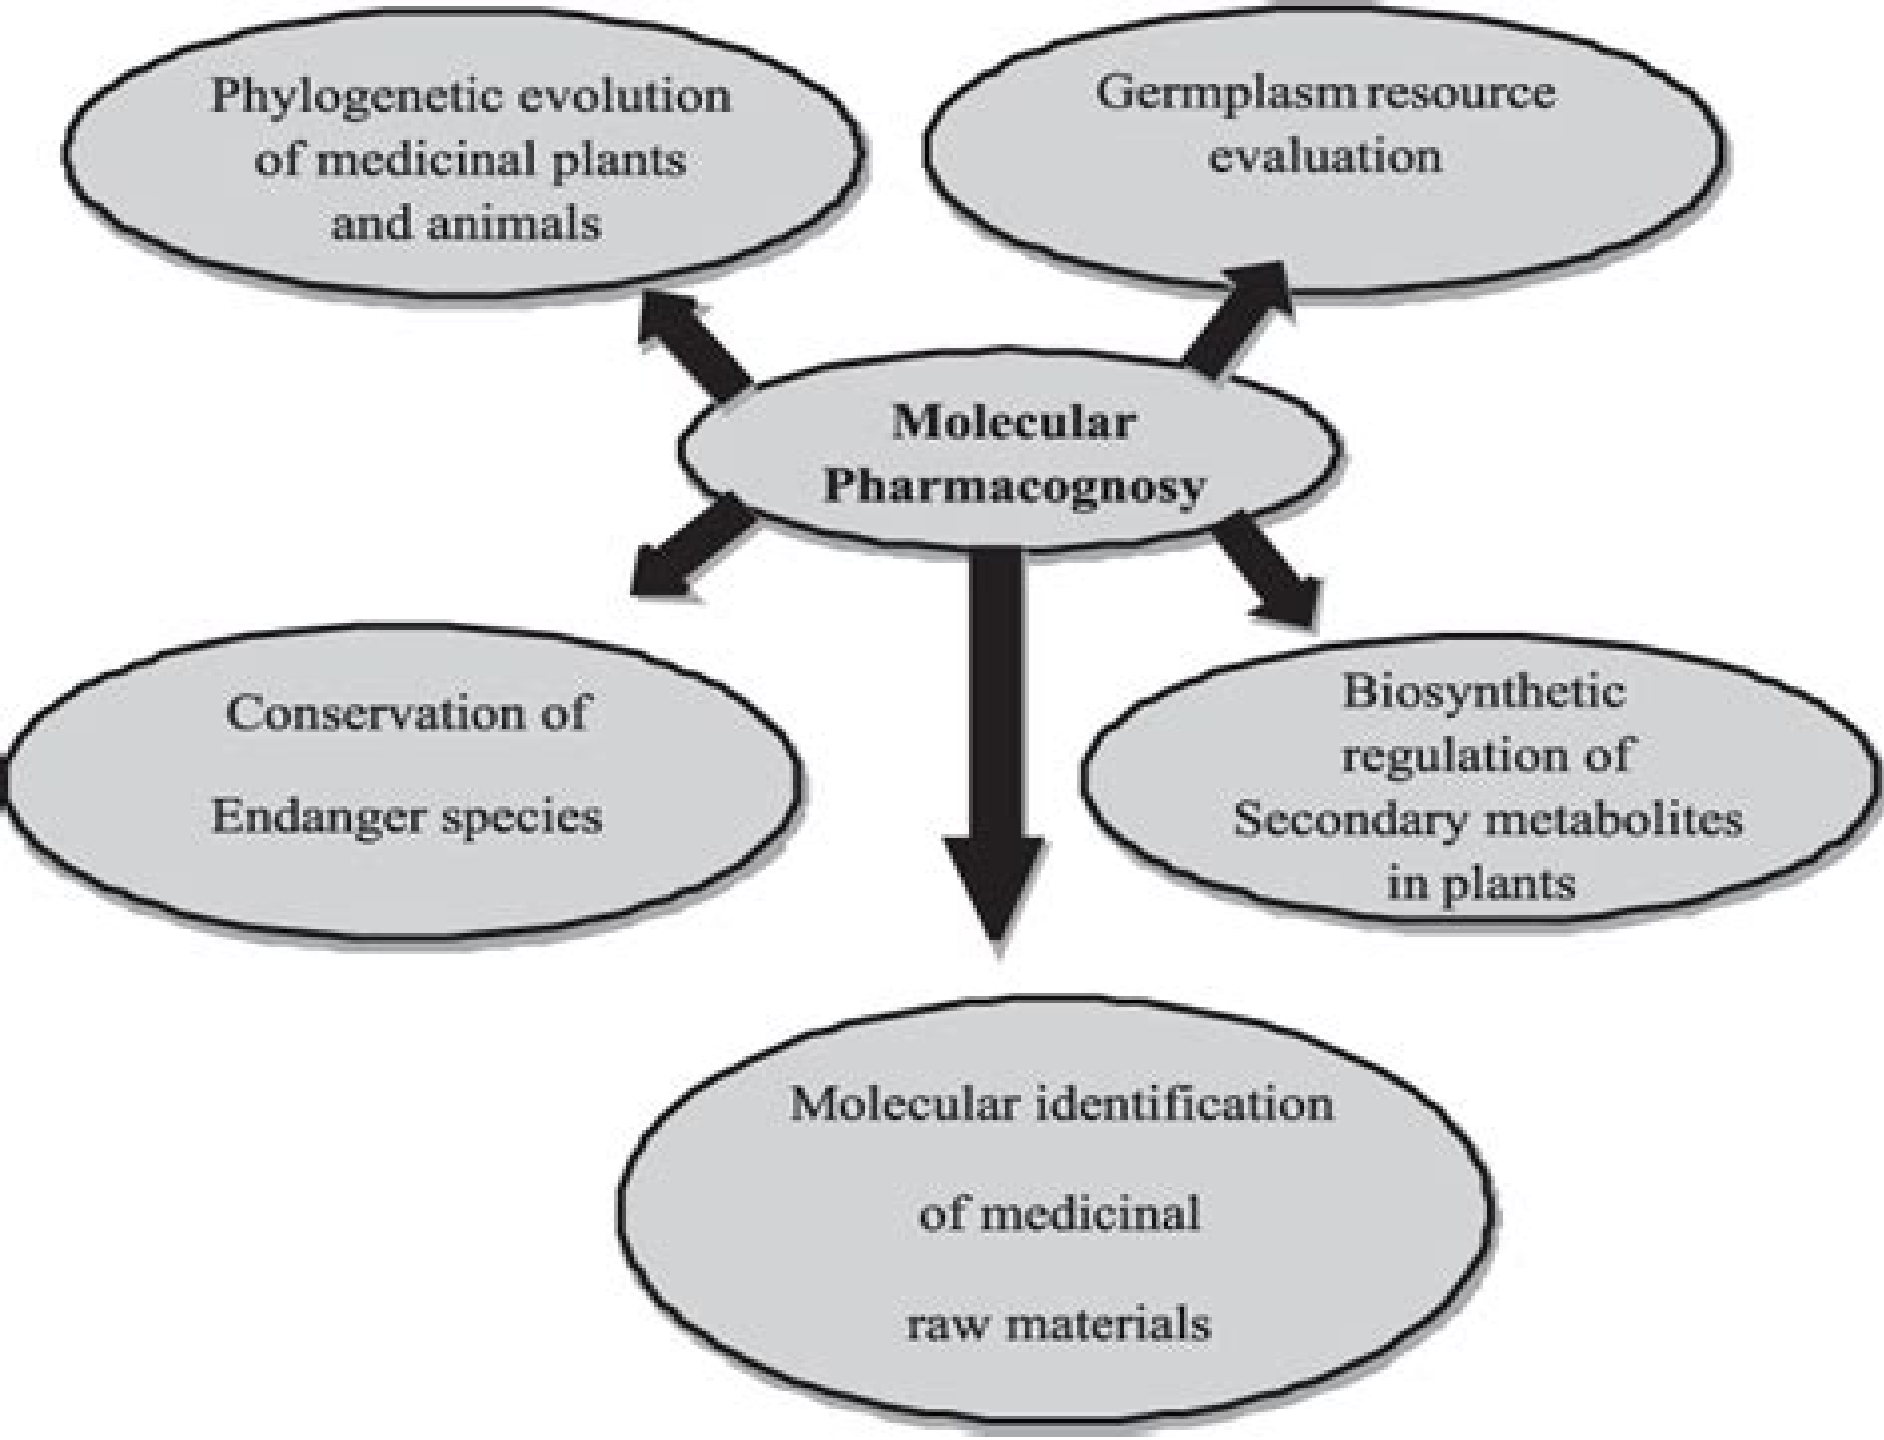 Phylogenetic evolution
of medicinal plants
and animals
Germplasm resource
evaluation
Molecular
Pharmacognosy
Conservation of
Endanger species
Biosynthetic
regulation of
Secondary metabolites
in plants
Molecular identification
of medicinal
raw materials